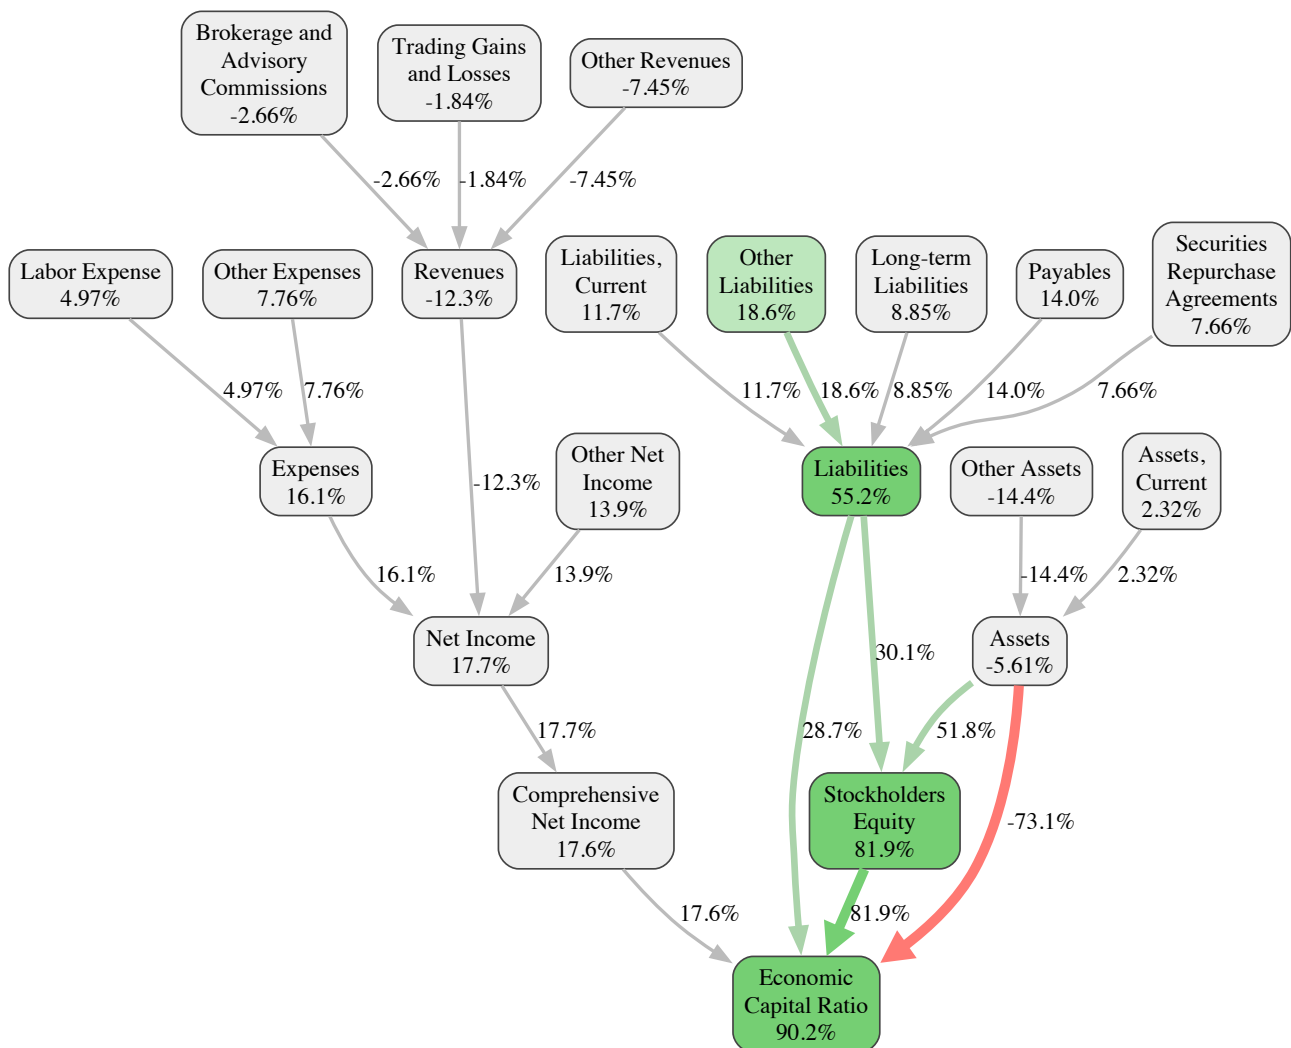 Brokerage and
Advisory
Commissions
-2.66%
Trading Gains
and Losses
-1.84%
Other Revenues
-7.45%
-2.66%
-1.84%
-7.45%
Labor Expense
4.97%
Other Expenses
7.76%
Revenues
-12.3%
Liabilities,
Current
11.7%
Other
Liabilities
18.6%
Long-term
Liabilities
8.85%
Payables
14.0%
Securities
Repurchase
Agreements
7.66%
4.97%
7.76%
11.7%
18.6%
8.85%
14.0%
7.66%
Expenses
16.1%
-12.3%
Other Net
Income
13.9%
Liabilities
55.2%
Other Assets
-14.4%
Assets,
Current
2.32%
16.1%
13.9%
-14.4%
2.32%
Net Income
17.7%
30.1%
Assets
-5.61%
17.7%
28.7%
51.8%
Comprehensive
Net Income
17.6%
Stockholders
Equity
81.9%
-73.1%
17.6%
81.9%
Economic
Capital Ratio
90.2%